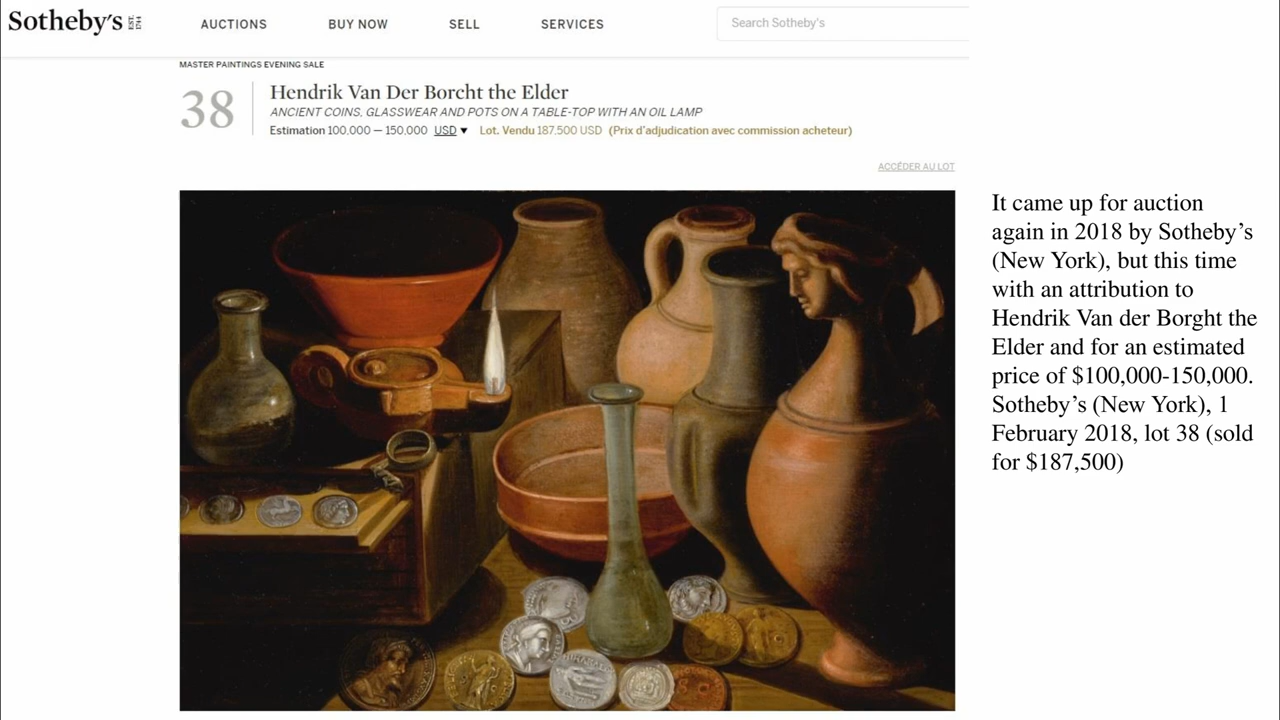 Sotheby's EST. 1744
AUCTIONS BUY NOW SELL SERVICES
Search Sotheby's
MASTER PAINTINGS EVENING SALE
38
Hendrik Van Der Borcht the Elder
ANCIENT COINS, GLASSWEAR AND POTS ON A TABLE-TOP WITH AN OIL LAMP
Estimation 100,000 — 150,000 USD ▼ Lot. Vendu 187,500 USD (Prix d'adjudication avec commission acheteur)
ACCÉDER AU LOT
It came up for auction
again in 2018 by Sotheby’s
(New York), but this time
with an attribution to
Hendrik Van der Borght the
Elder and for an estimated
price of $100,000-150,000.
Sotheby’s (New York), 1
February 2018, lot 38 (sold
for $187,500)